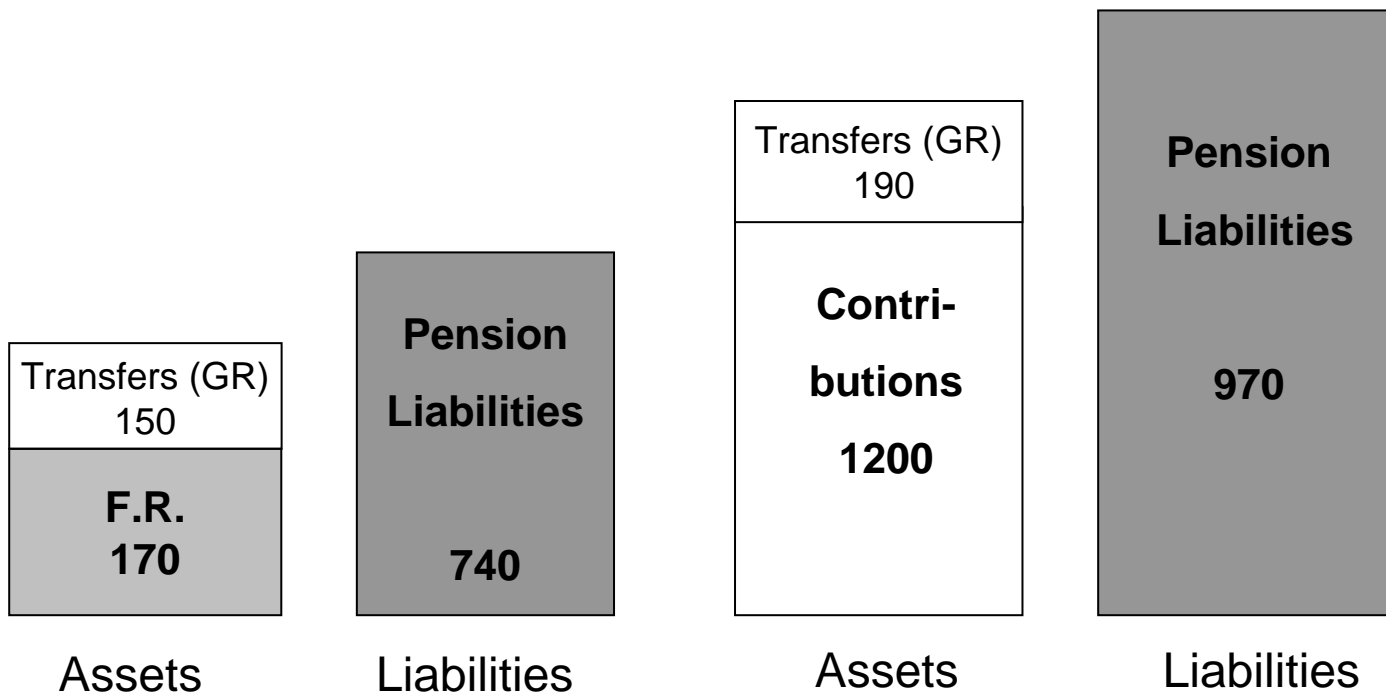 Transfers (GR)
150
F.R.
170
Assets
Pension
Liabilities
740
Liabilities
Transfers (GR)
190
Contri-
butions
1200
Assets
Pension
Liabilities
970
Liabilities